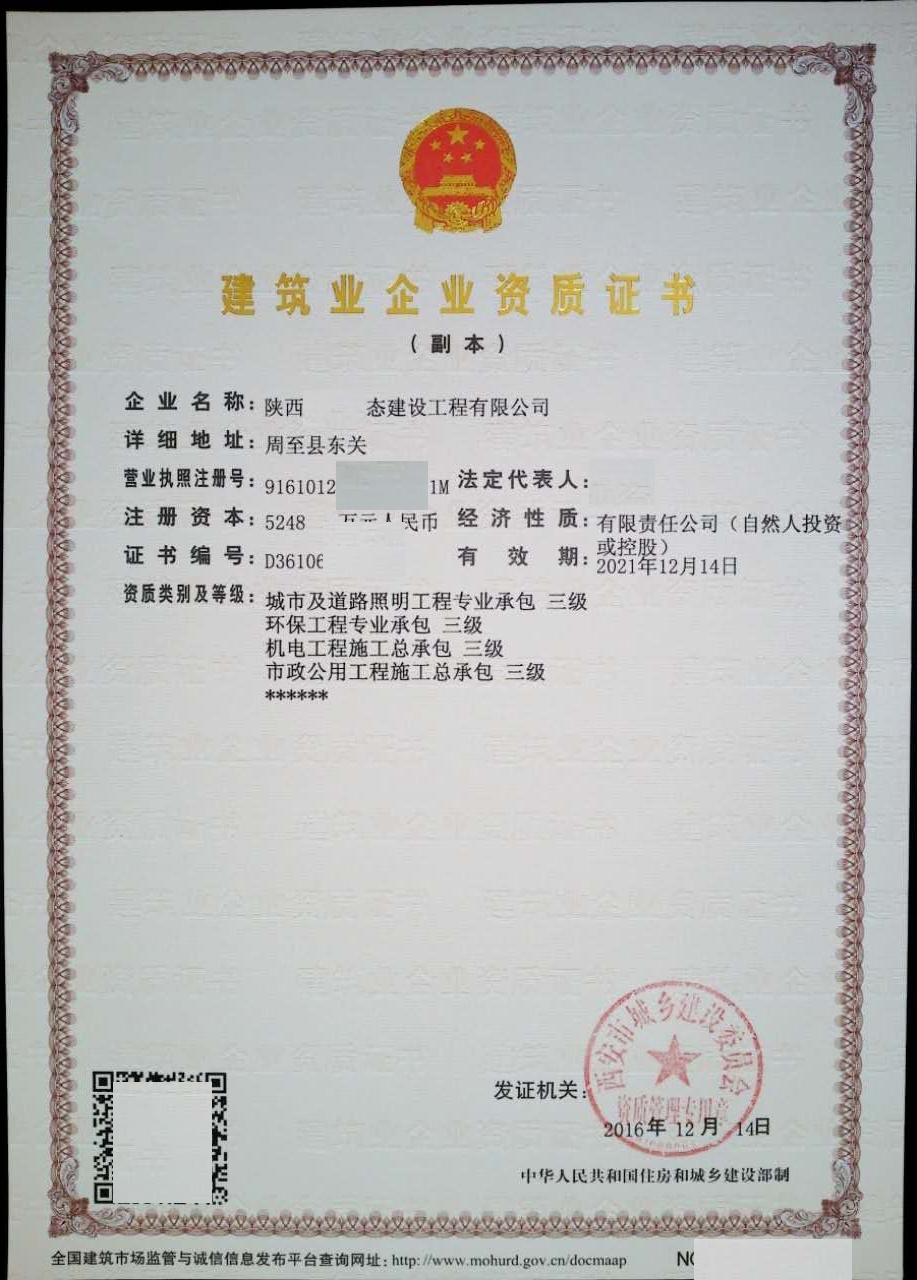 建筑业企业资质证书
（副本）
企业名称：陕西 态建设工程有限公司
详细地址：周至县东关
营业执照注册号：9161012 1M 法定代表人：
注册资本：5248 人民币 经济性质：有限责任公司（自然人投资
或控股）
证书编号：D36106 有效期：2021年12月14日
资质类别及等级：城市及道路照明工程专业承包 三级
环保工程专业承包 三级
机电工程施工总承包 三级
市政公用工程施工总承包 三级
******
西安市城乡建设委员会
发证机关：
资质管理专用章
2016年 12月 14日
中华人民共和国住房和城乡建设部制
全国建筑市场监管与诚信信息发布平台查询网址：http://www.mohurd.gov.cn/docmaap